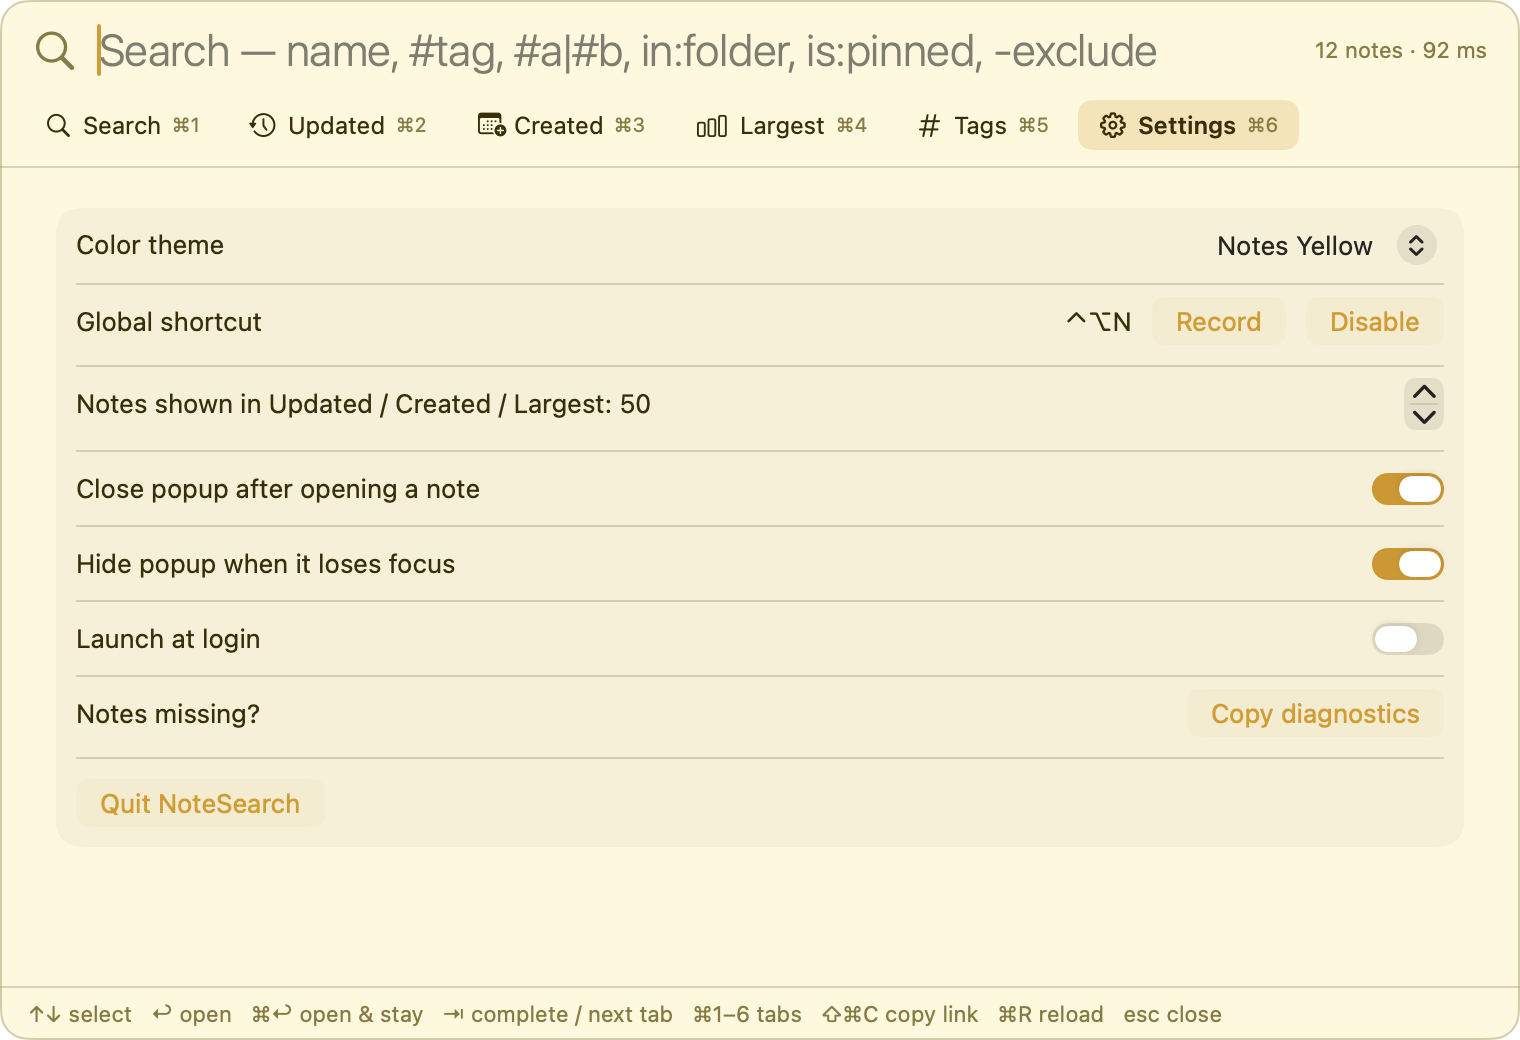 Search — name, #tag, #a|#b, in:folder, is:pinned, -exclude
12 notes · 92 ms
Search ⌘1 Updated ⌘2 Created ⌘3 Largest ⌘4 Tags ⌘5 Settings ⌘6
Color theme Notes Yellow
Global shortcut ^⌥N Record Disable
Notes shown in Updated / Created / Largest: 50
Close popup after opening a note
Hide popup when it loses focus
Launch at login
Notes missing? Copy diagnostics
Quit NoteSearch
↑↓ select ↩ open ⌘↩ open & stay ⇥ complete / next tab ⌘1–6 tabs ⇧⌘C copy link ⌘R reload esc close